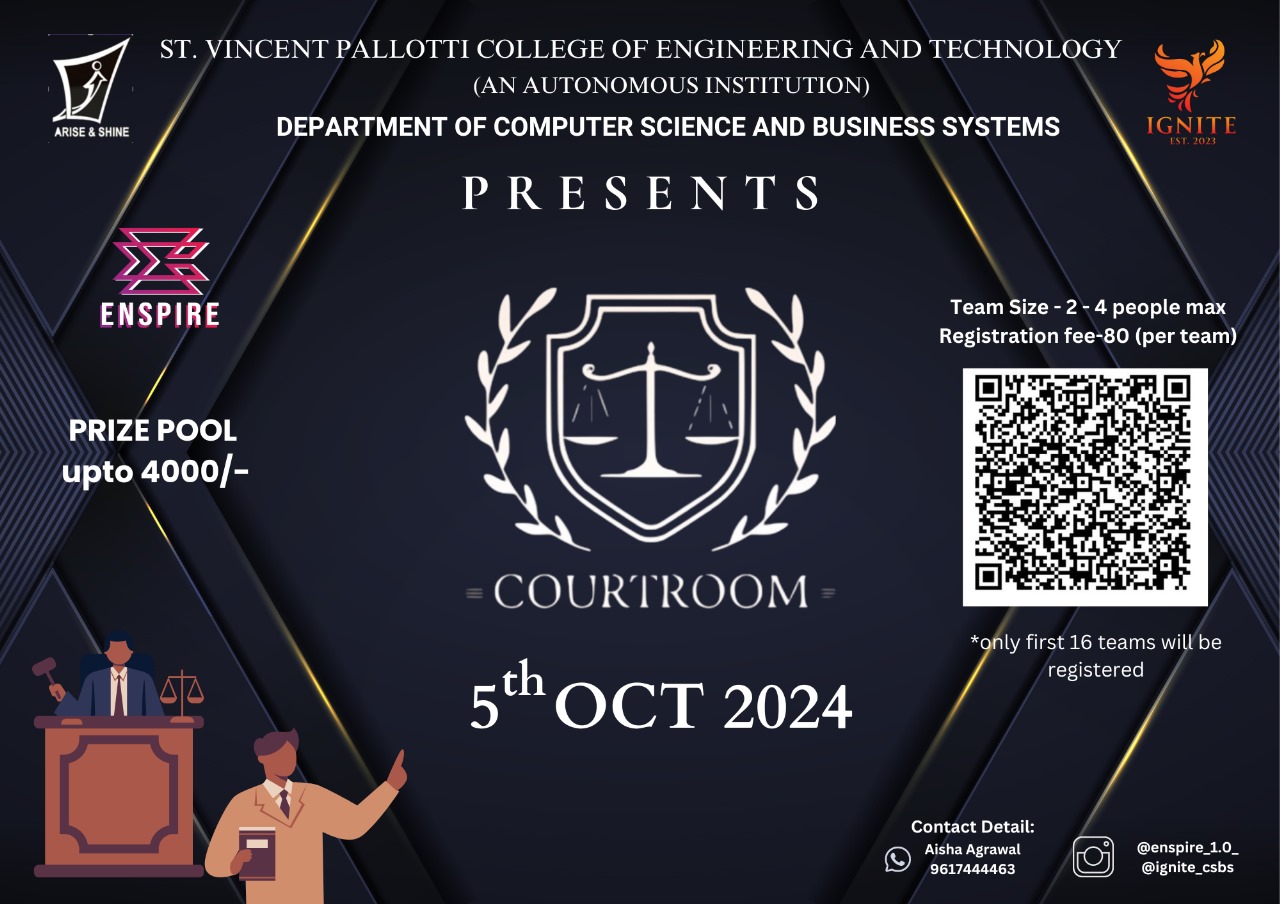 ST. VINCENT PALLOTTI COLLEGE OF ENGINEERING AND TECHNOLOGY
(AN AUTONOMOUS INSTITUTION)
DEPARTMENT OF COMPUTER SCIENCE AND BUSINESS SYSTEMS
ARISE & SHINE
IGNITE
EST. 2023
PRESENTS
ENSPIRE
PRIZE POOL
upto 4000/-
COURTROOM
5th OCT 2024
Team Size - 2 - 4 people max
Registration fee-80 (per team)
*only first 16 teams will be
registered
Contact Detail:
Aisha Agrawal
9617444463
@enspire_1.0_
@ignite_csbs